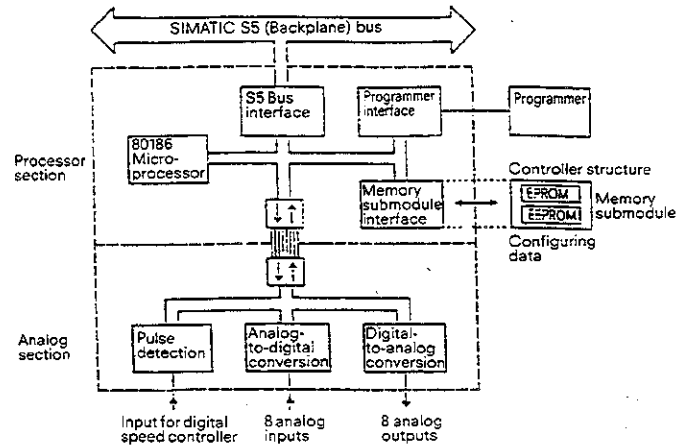 SIMATIC S5 (Backplane) bus
S5 Bus
interface
Programmer
interface
Programmer
80186
Micro-
processor
Processor
section
Controller structure
Memory
submodule
interface
EPROM
EEPROM
Memory
submodule
Configuring
data
Analog
section
Pulse
detection
Analog-
to-digital
conversion
Digital-
to-analog
conversion
Input for digital
speed controller
8 analog
inputs
8 analog
outputs